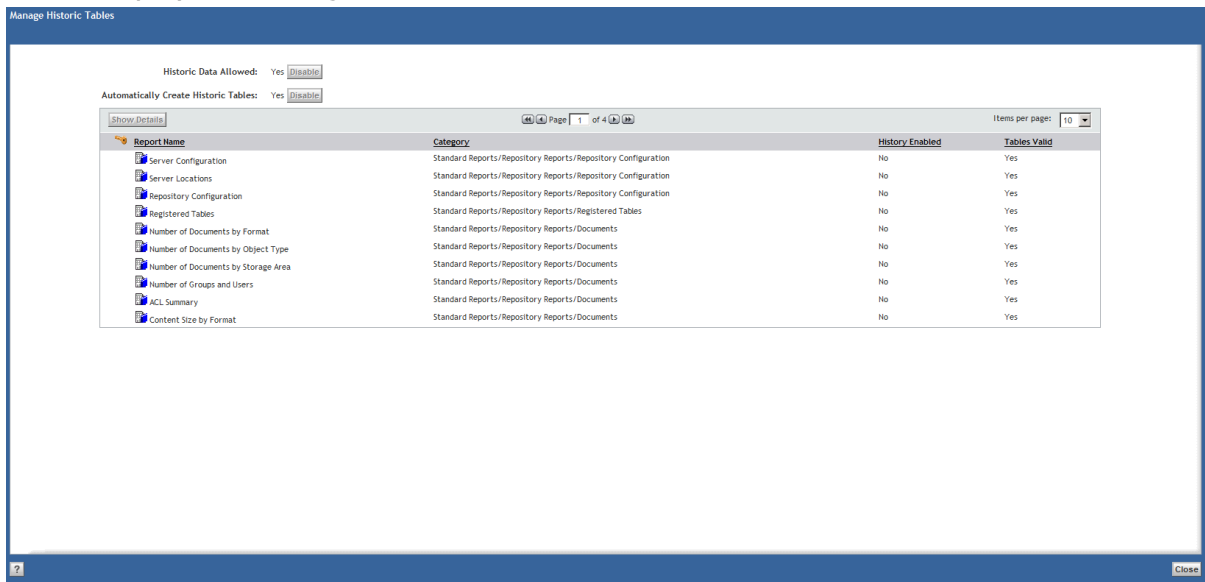 Manage Historic Tables
Historic Data Allowed: Yes Disable
Automatically Create Historic Tables: Yes Disable
Show Details Page 1 of 4 Items per page: 10
Report Name Category History Enabled Tables Valid
Server Configuration Standard Reports/Repository Reports/Repository Configuration No Yes
Server Locations Standard Reports/Repository Reports/Repository Configuration No Yes
Repository Configuration Standard Reports/Repository Reports/Repository Configuration No Yes
Registered Tables Standard Reports/Repository Reports/Registered Tables No Yes
Number of Documents by Format Standard Reports/Repository Reports/Documents No Yes
Number of Documents by Object Type Standard Reports/Repository Reports/Documents No Yes
Number of Documents by Storage Area Standard Reports/Repository Reports/Documents No Yes
Number of Groups and Users Standard Reports/Repository Reports/Documents No Yes
ACL Summary Standard Reports/Repository Reports/Documents No Yes
Content Size by Format Standard Reports/Repository Reports/Documents No Yes
? Close